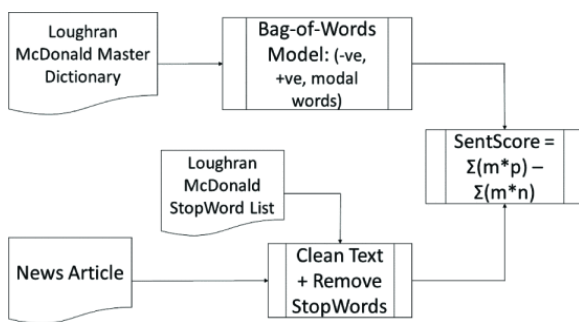 Loughran
McDonald Master
Dictionary
Bag-of-Words
Model: (-ve,
+ve, modal
words)
SentScore =
Σ(m*p) –
Σ(m*n)
Loughran
McDonald
StopWord List
News Article
Clean Text
+ Remove
StopWords